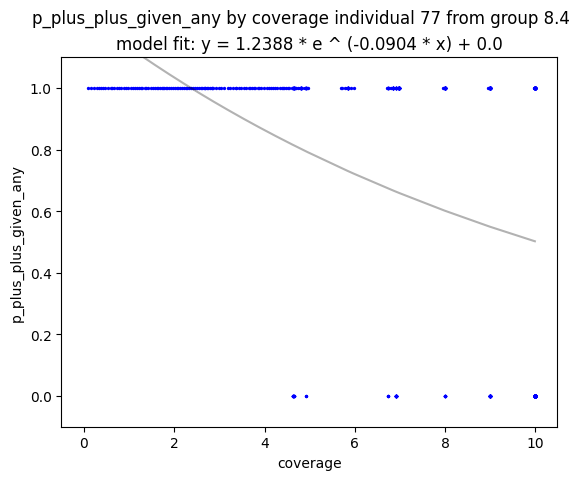 p_plus_plus_given_any by coverage individual 77 from group 8.4
model fit: y = 1.2388 * e ^ (-0.0904 * x) + 0.0
p_plus_plus_given_any
1.0
0.8
0.6
0.4
0.2
0.0
0 2 4 6 8 10
coverage